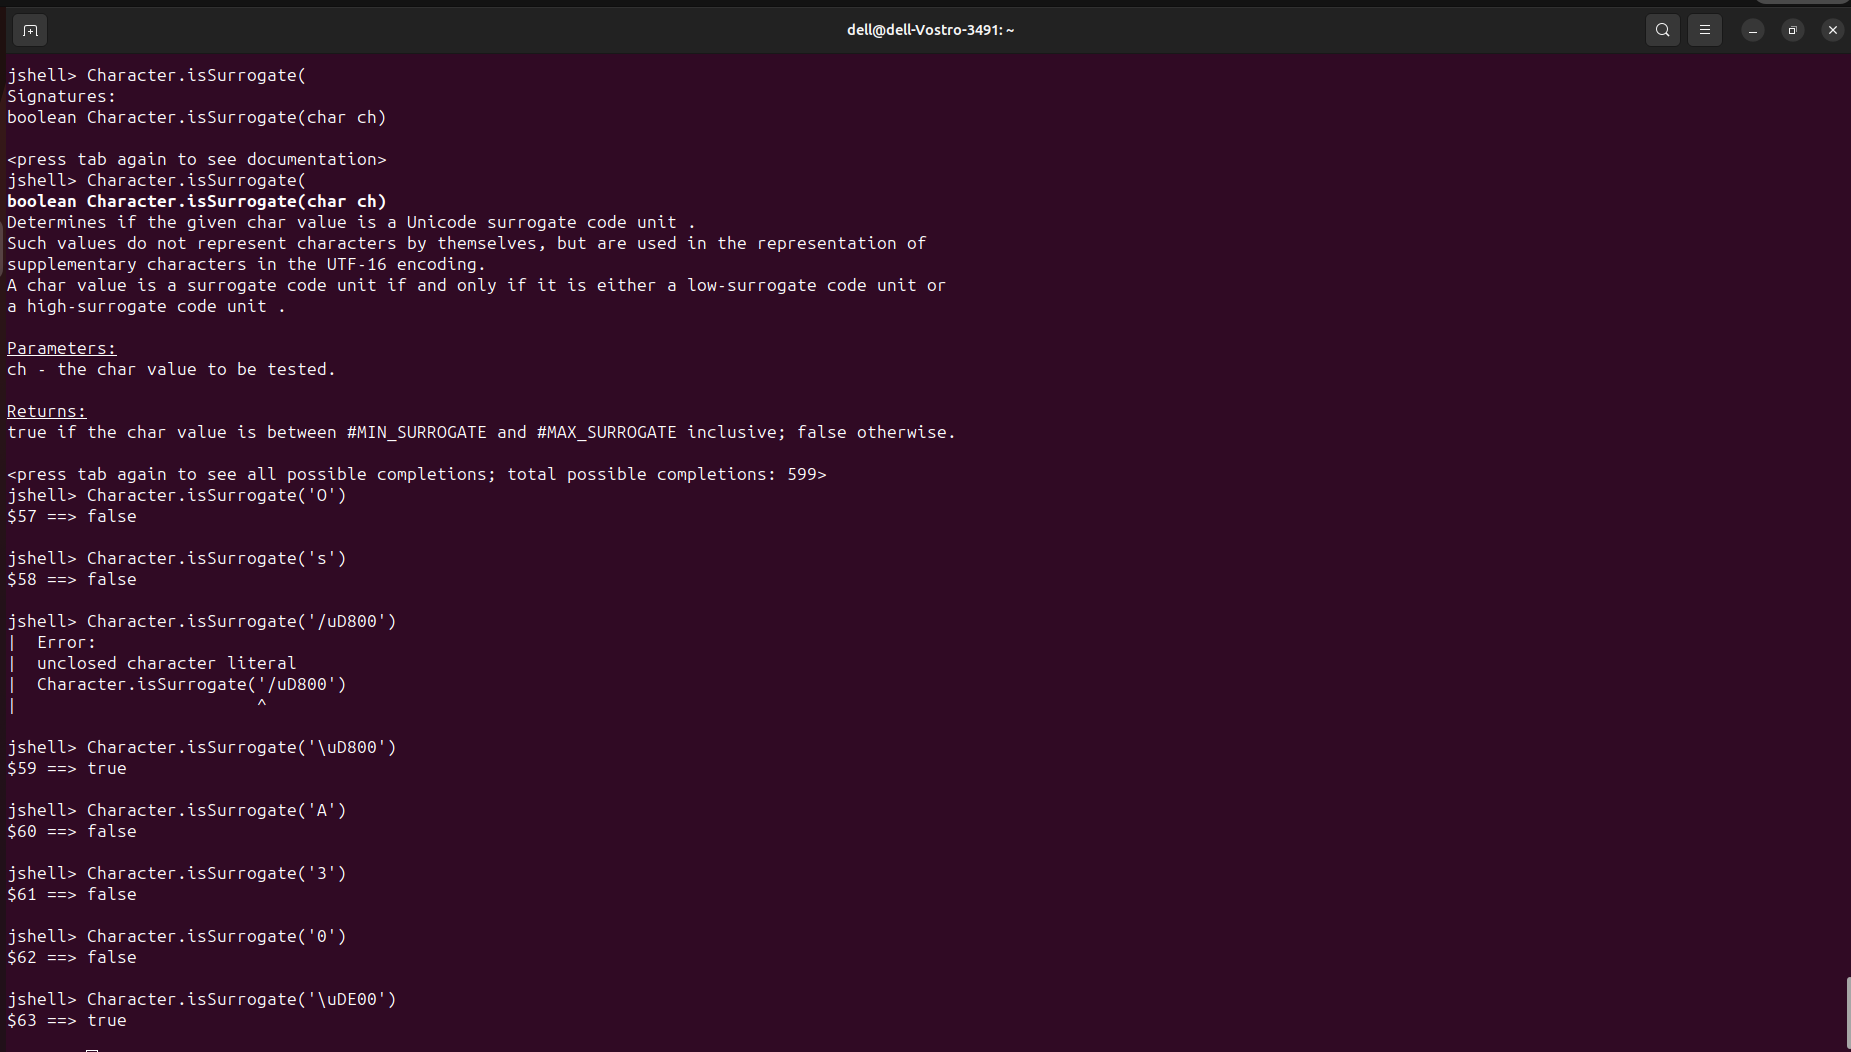 dell@dell-Vostro-3491: ~
jshell> Character.isSurrogate(
Signatures:
boolean Character.isSurrogate(char ch)
<press tab again to see documentation>
jshell> Character.isSurrogate(
boolean Character.isSurrogate(char ch)
Determines if the given char value is a Unicode surrogate code unit .
Such values do not represent characters by themselves, but are used in the representation of
supplementary characters in the UTF-16 encoding.
A char value is a surrogate code unit if and only if it is either a low-surrogate code unit or
a high-surrogate code unit .
Parameters:
ch - the char value to be tested.
Returns:
true if the char value is between #MIN_SURROGATE and #MAX_SURROGATE inclusive; false otherwise.
<press tab again to see all possible completions; total possible completions: 599>
jshell> Character.isSurrogate('O')
$57 ==> false
jshell> Character.isSurrogate('s')
$58 ==> false
jshell> Character.isSurrogate('/uD800')
|  Error:
|  unclosed character literal
|  Character.isSurrogate('/uD800')
|                        ^
jshell> Character.isSurrogate('\uD800')
$59 ==> true
jshell> Character.isSurrogate('A')
$60 ==> false
jshell> Character.isSurrogate('3')
$61 ==> false
jshell> Character.isSurrogate('0')
$62 ==> false
jshell> Character.isSurrogate('\uDE00')
$63 ==> true